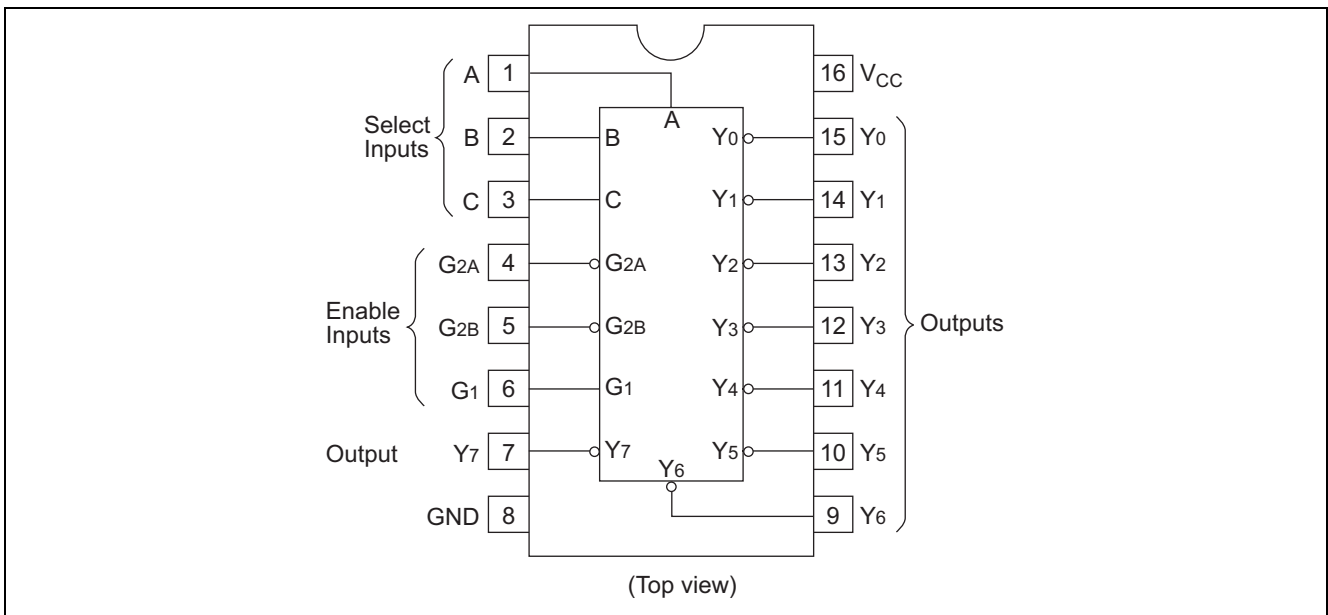 A 1
16 VCC
A
Select
Inputs
B 2
B
Y0
15 Y0
C 3
C
Y1
14 Y1
G2A 4
G2A
Y2
13 Y2
Enable
Inputs
G2B 5
G2B
Y3
12 Y3
Outputs
G1 6
G1
Y4
11 Y4
Output
Y7 7
Y7
Y5
10 Y5
Y6
GND 8
9 Y6
(Top view)